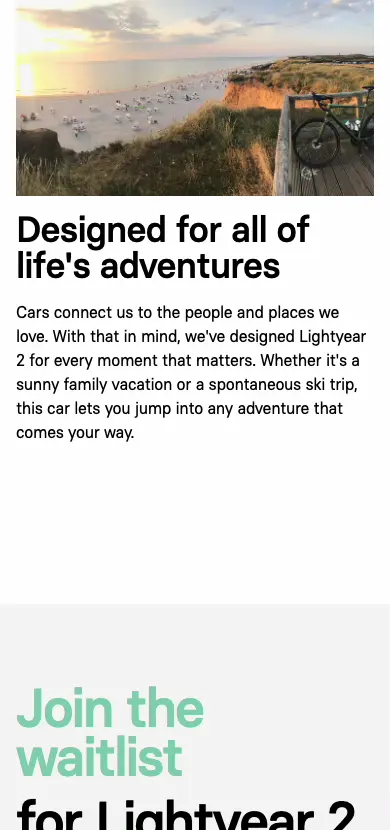 Designed for all of
life's adventures
Cars connect us to the people and places we
love. With that in mind, we've designed Lightyear
2 for every moment that matters. Whether it's a
sunny family vacation or a spontaneous ski trip,
this car lets you jump into any adventure that
comes your way.
Join the
waitlist
for Lightyear 2